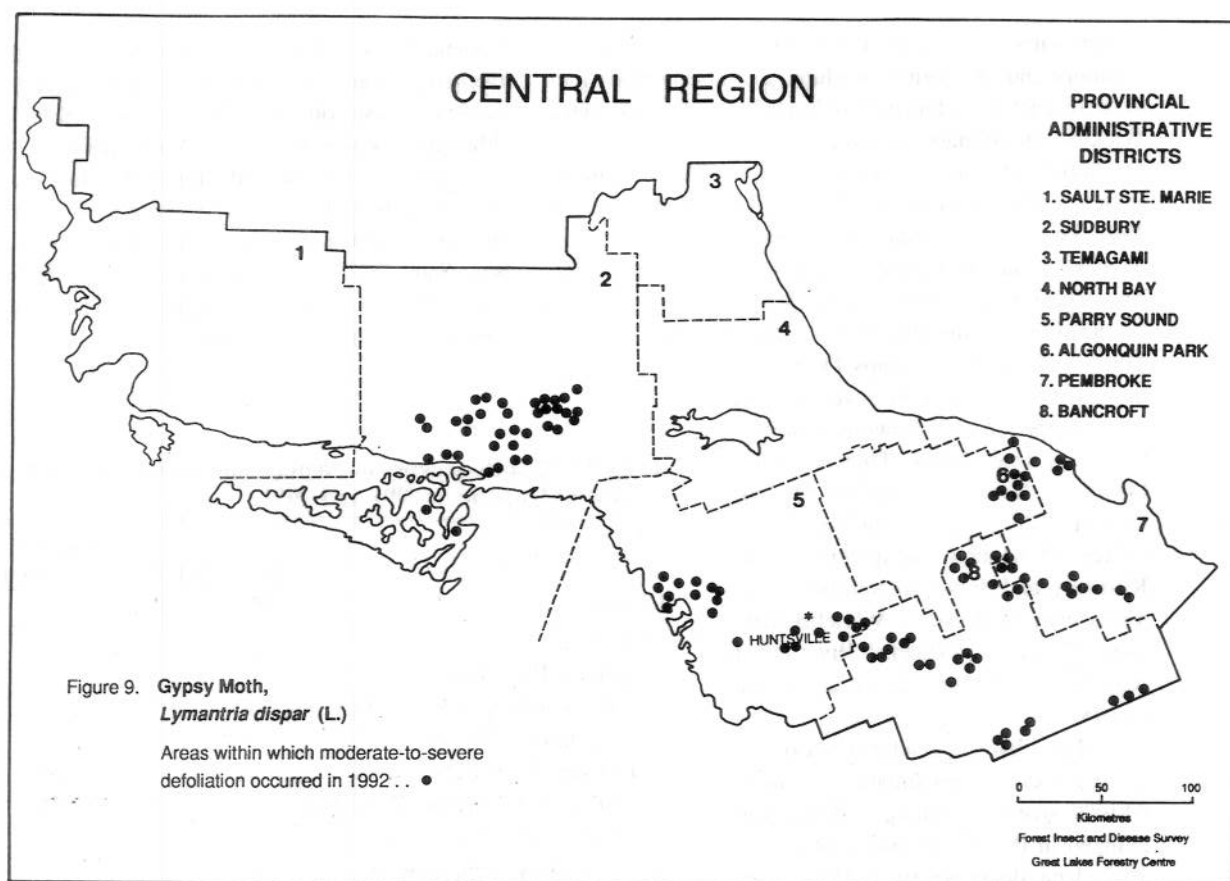 CENTRAL REGION
PROVINCIAL
ADMINISTRATIVE
DISTRICTS
1. SAULT STE. MARIE
2. SUDBURY
3. TEMAGAMI
4. NORTH BAY
5. PARRY SOUND
6. ALGONQUIN PARK
7. PEMBROKE
8. BANCROFT
3
1
2
4
6
5
7
8
*
HUNTSVILLE
Figure 9. Gypsy Moth,
Lymantria dispar (L.)
Areas within which moderate-to-severe
defoliation occurred in 1992 . . ●
0 50 100
Kilometres
Forest Insect and Disease Survey
Great Lakes Forestry Centre